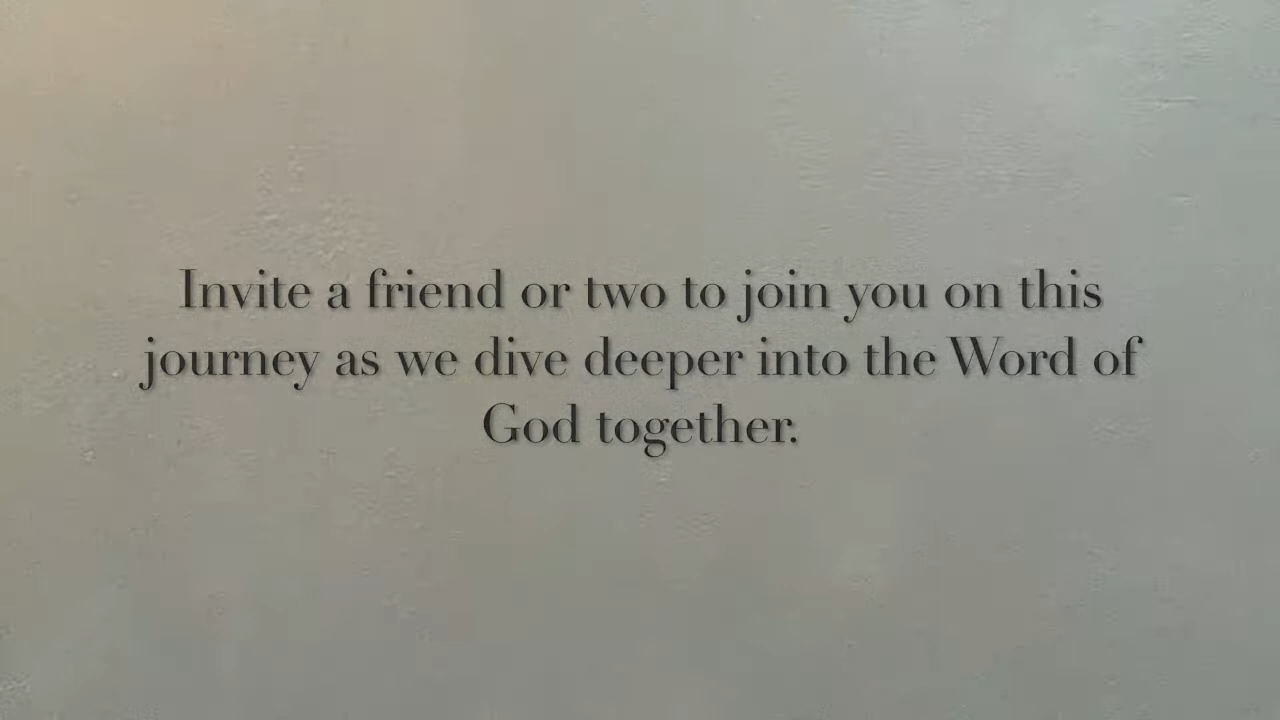 Invite a friend or two to join you on this
journey as we dive deeper into the Word of
God together.